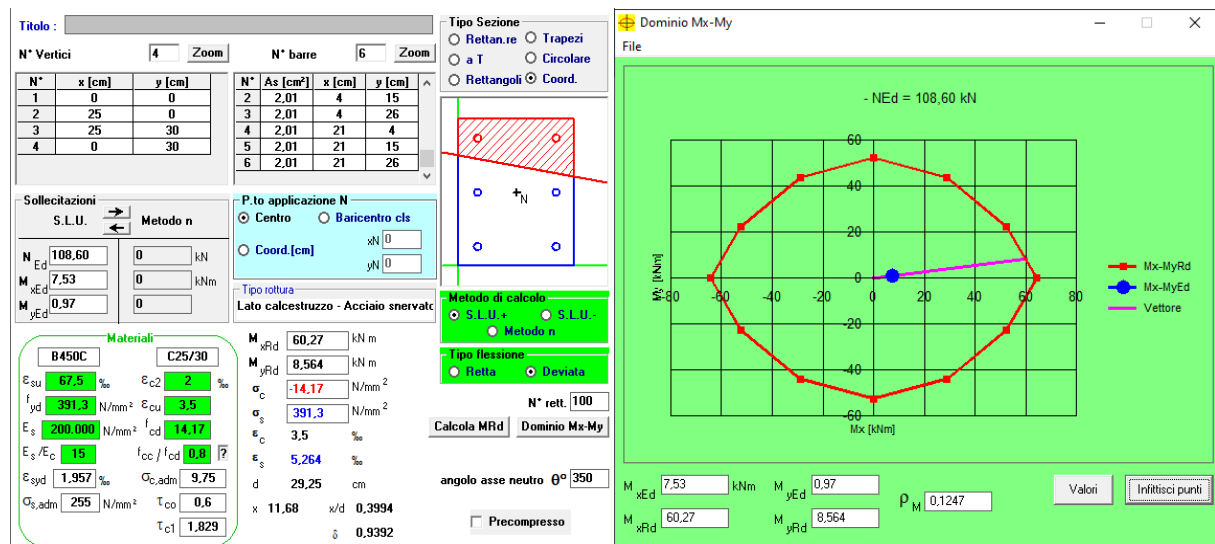 Titolo :
N° Vertici 4 Zoom N° barre 6 Zoom
N° x [cm] y [cm]
1 0 0
2 25 0
3 25 30
4 0 30
N° As [cm²] x [cm] y [cm]
2 2,01 4 15
3 2,01 4 26
4 2,01 21 4
5 2,01 21 15
6 2,01 21 26
Tipo Sezione
Rettan.re Trapezi
a T Circolare
Rettangoli Coord.
N
Sollecitazioni
S.L.U. Metodo n
N Ed 108,60 0 kN
M xEd 7,53 0 kNm
M yEd 0,97 0
P.to applicazione N
Centro Baricentro cls
Coord.[cm] xN 0
yN 0
Tipo rottura
Lato calcestruzzo - Acciaio snervato
Metodo di calcolo
S.L.U.+ S.L.U.-
Metodo n
Tipo flessione
Retta Deviata
N° rett. 100
Calcola MRd Dominio Mx-My
angolo asse neutro θ° 350
Precompresso
Materiali
B450C C25/30
εsu 67,5 ‰ εc2 2 ‰
fyd 391,3 N/mm² εcu 3,5
Es 200.000 N/mm² fcd 14,17
Es /Ec 15 fcc / fcd 0,8 ?
εsyd 1,957 ‰ σc,adm 9,75
σs,adm 255 N/mm² τco 0,6
τc1 1,829
M xRd 60,27 kN m
M yRd 8,564 kN m
σc -14,17 N/mm²
σs 391,3 N/mm²
εc 3,5 ‰
εs 5,264 ‰
d 29,25 cm
x 11,68 x/d 0,3994
δ 0,9392
Dominio Mx-My
File
- NEd = 108,60 kN
60
40
20
0
-20
-40
-60
-80 -60 -40 -20 0 20 40 60 80
Mx [kNm]
Mx-MyRd
Mx-MyEd
Vettore
M xEd 7,53 kNm M yEd 0,97
M xRd 60,27 M yRd 8,564
ρM 0,1247
Valori Infittisci punti